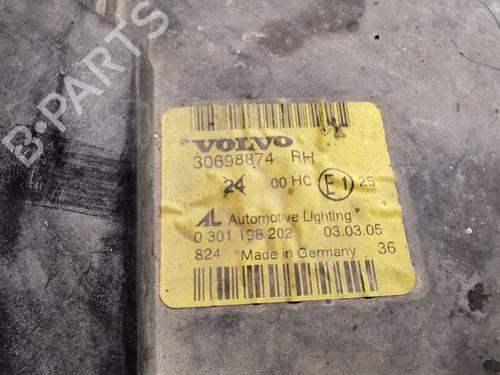 B-PARTS
VOLVO
30698874 RH
24 00 HC E1 25
AL Automotive Lighting
0 301 198 202 03.03.05
824 Made in Germany 36